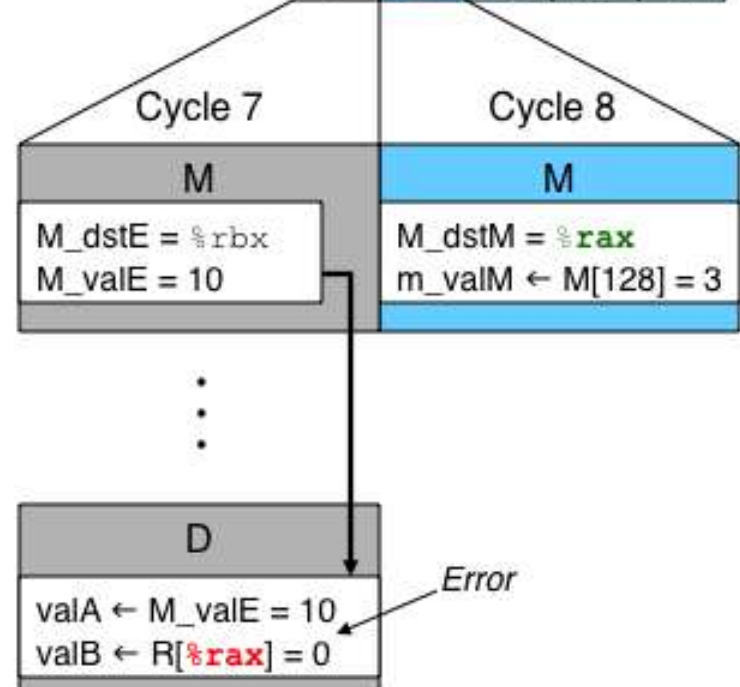 Cycle 7
Cycle 8
M
M
M_dstE = %rbx
M_valE = 10
M_dstM = %rax
m_valM ← M[128] = 3
D
Error
valA ← M_valE = 10
valB ← R[%rax] = 0